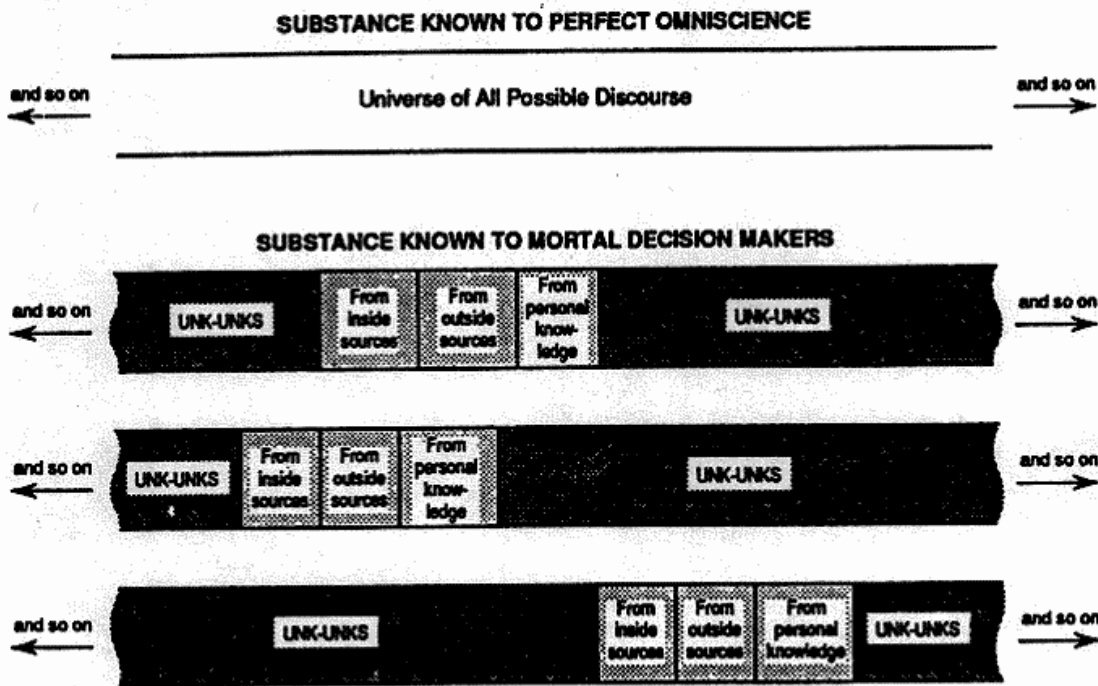 SUBSTANCE KNOWN TO PERFECT OMNISCIENCE
and so on
Universe of All Possible Discourse
and so on
SUBSTANCE KNOWN TO MORTAL DECISION MAKERS
and so on
UNK-UNKS
From
inside
sources
From
outside
sources
From
personal
know-
ledge
UNK-UNKS
and so on
and so on
UNK-UNKS
From
inside
sources
From
outside
sources
From
personal
know-
ledge
UNK-UNKS
and so on
and so on
UNK-UNKS
From
inside
sources
From
outside
sources
From
personal
knowledge
UNK-UNKS
and so on